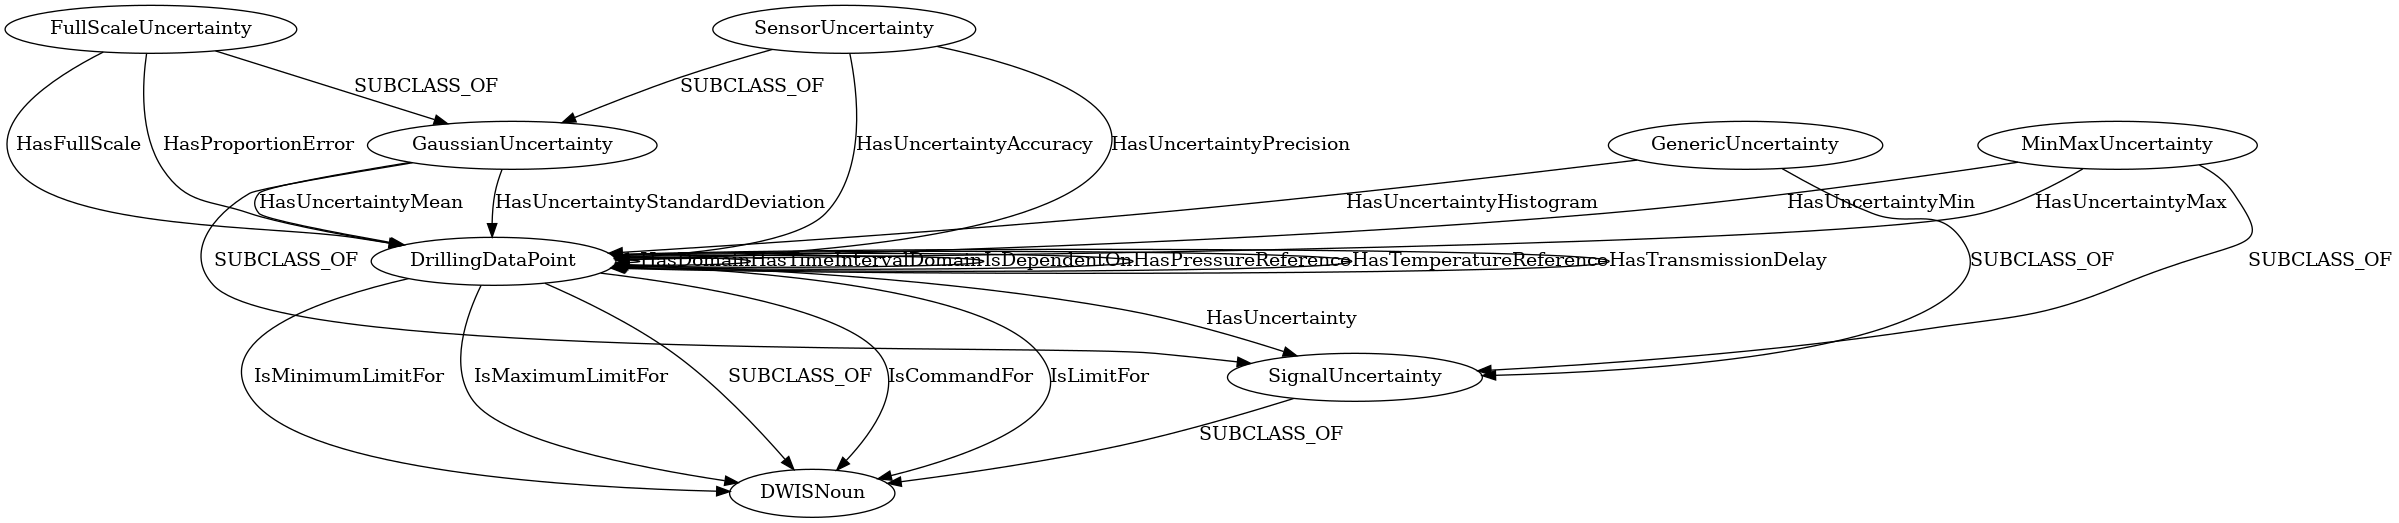 FullScaleUncertainty
SensorUncertainty
SUBCLASS_OF
SUBCLASS_OF
HasFullScale
HasProportionError
GaussianUncertainty
HasUncertaintyAccuracy
HasUncertaintyPrecision
GenericUncertainty
MinMaxUncertainty
HasUncertaintyMean
HasUncertaintyStandardDeviation
HasUncertaintyHistogram
HasUncertaintyMin
HasUncertaintyMax
SUBCLASS_OF
DrillingDataPoint
HasDomain
HasTimeIntervalDomain
IsDependentOn
HasPressureReference
HasTemperatureReference
HasTransmissionDelay
SUBCLASS_OF
SUBCLASS_OF
HasUncertainty
IsMinimumLimitFor
IsMaximumLimitFor
SUBCLASS_OF
IsCommandFor
IsLimitFor
SignalUncertainty
SUBCLASS_OF
DWISNoun